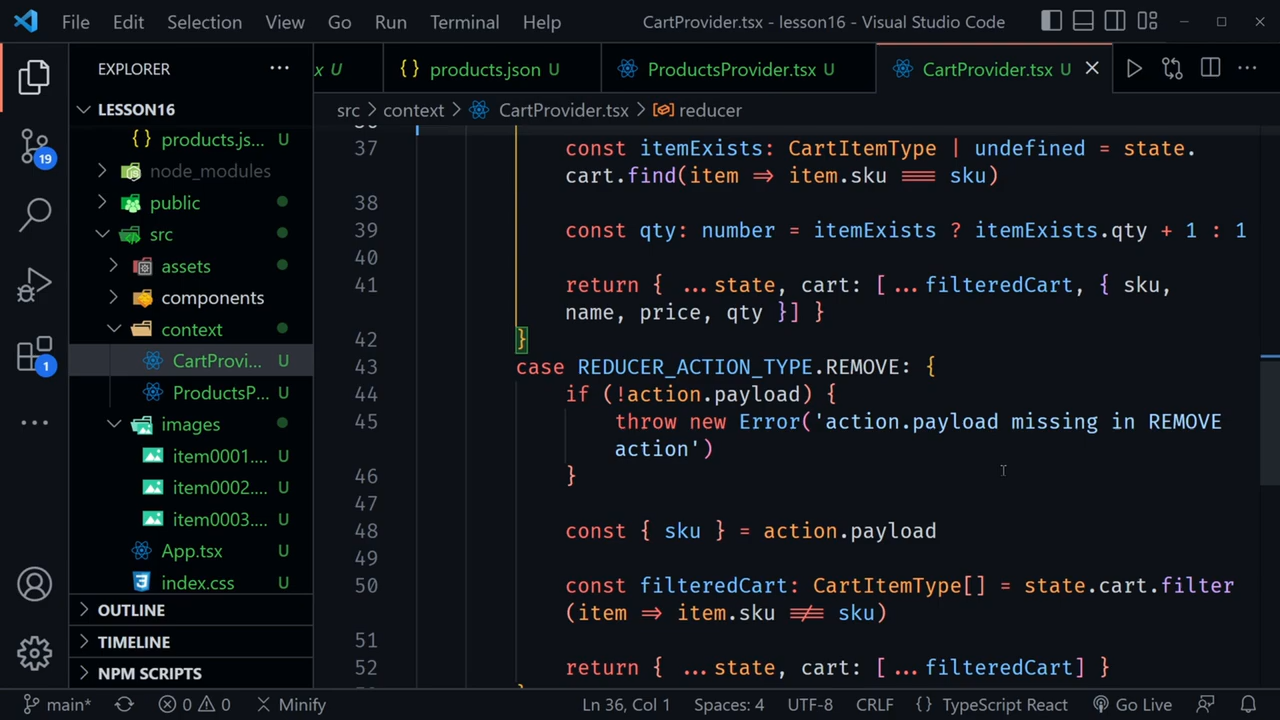 File Edit Selection View Go Run Terminal Help CartProvider.tsx - lesson16 - Visual Studio Code
EXPLORER ...
x U {} products.json U ProductsProvider.tsx U CartProvider.tsx U
LESSON16
src > context > CartProvider.tsx > reducer
{} products.js... U
node_modules
public
src
assets
components
context
CartProvi... U
ProductsP... U
images
item0001.... U
item0002.... U
item0003.... U
App.tsx U
index.css U
OUTLINE
TIMELINE
NPM SCRIPTS
19
1
37 const itemExists: CartItemType | undefined = state.
cart.find(item => item.sku === sku)
38
39 const qty: number = itemExists ? itemExists.qty + 1 : 1
40
41 return { ...state, cart: [...filteredCart, { sku,
name, price, qty }] }
42 }
43 case REDUCER_ACTION_TYPE.REMOVE: {
44 if (!action.payload) {
45 throw new Error('action.payload missing in REMOVE
action')
46 }
47
48 const { sku } = action.payload
49
50 const filteredCart: CartItemType[] = state.cart.filter
(item => item.sku !== sku)
51
52 return { ...state, cart: [...filteredCart] }
main* 0 0 Minify Ln 36, Col 1 Spaces: 4 UTF-8 CRLF {} TypeScript React Go Live